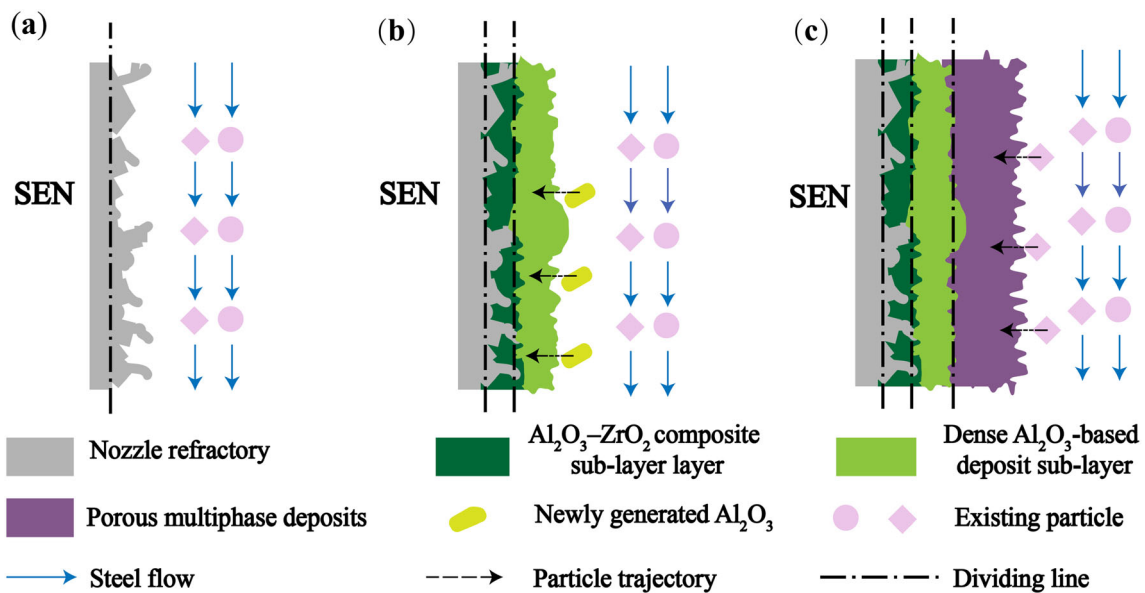 (a)
(b)
(c)
SEN
SEN
SEN
Nozzle refractory
Al₂O₃–ZrO₂ composite
sub-layer layer
Dense Al₂O₃-based
deposit sub-layer
Porous multiphase deposits
Newly generated Al₂O₃
Existing particle
Steel flow
Particle trajectory
Dividing line